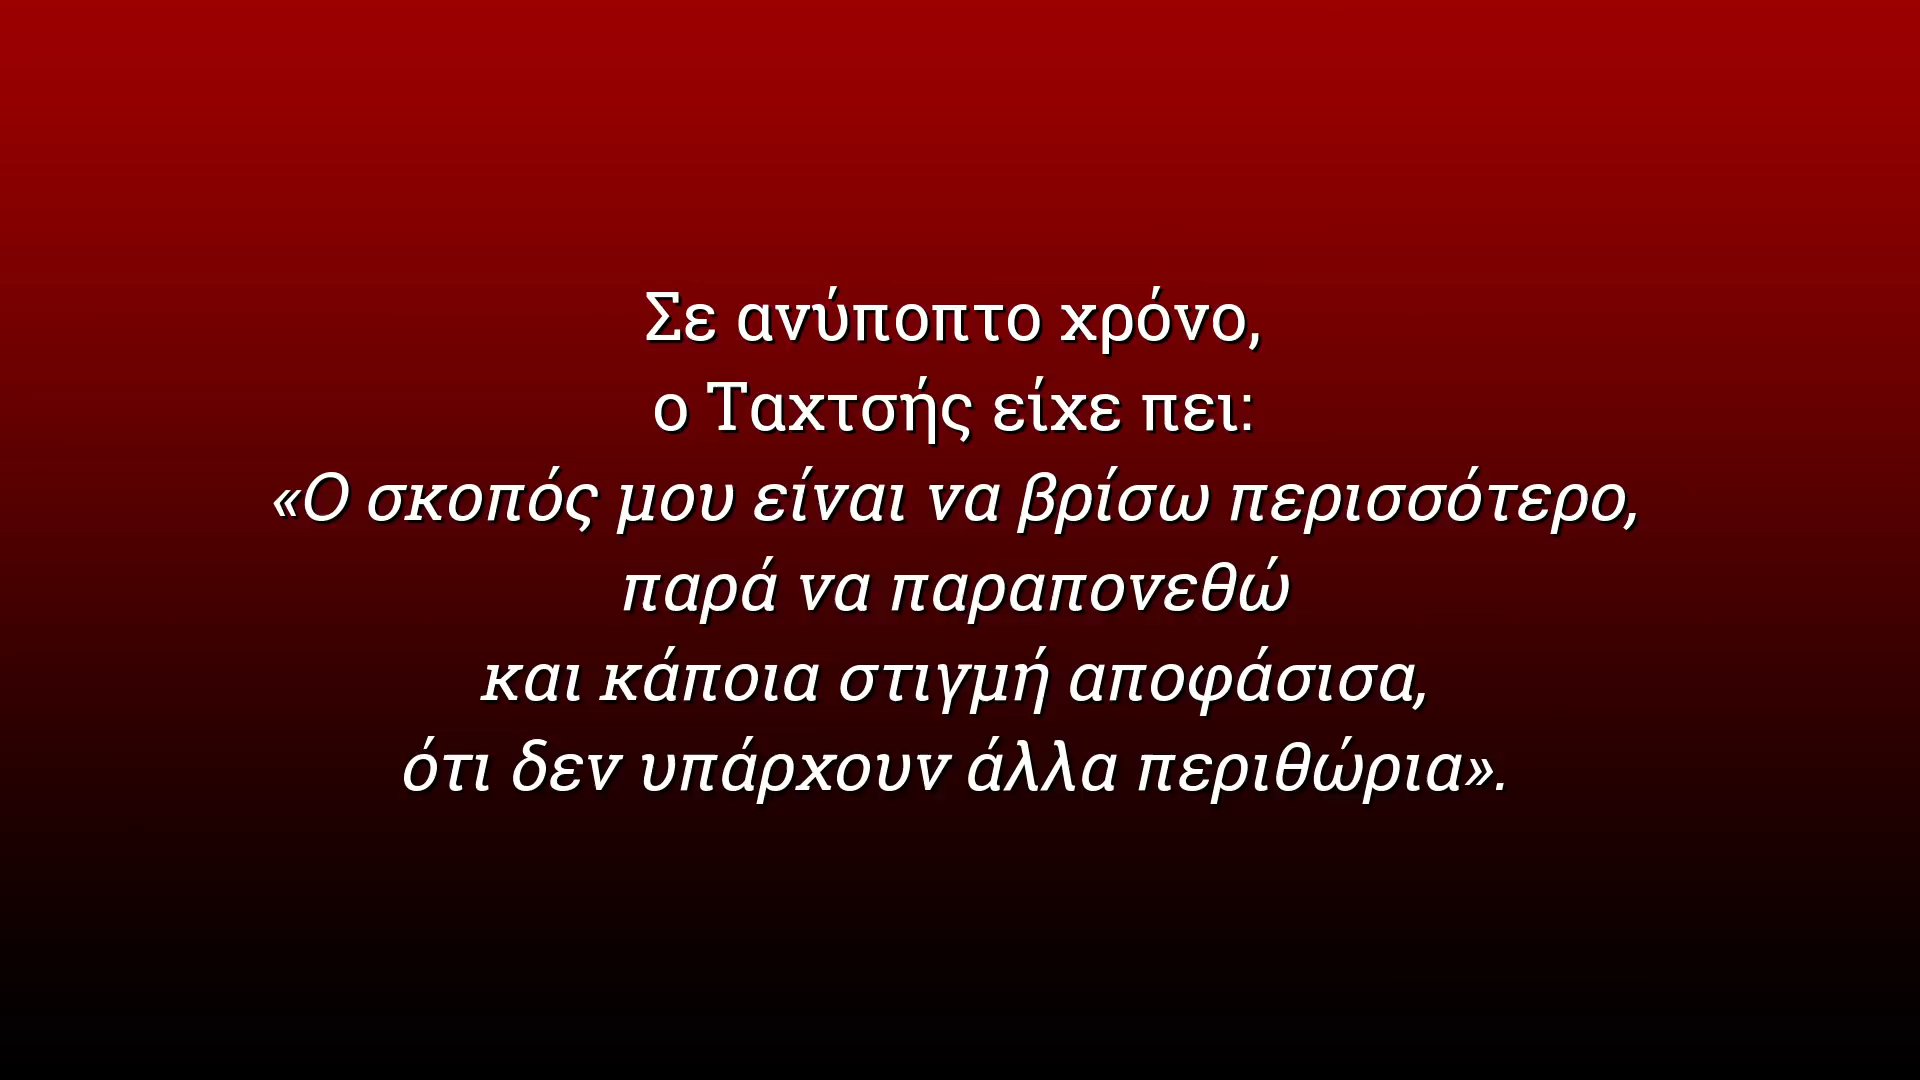 Σε ανύποπτο χρόνο,
ο Ταχτσής είχε πει:
«Ο σκοπός μου είναι να βρίσω περισσότερο,
παρά να παραπονεθώ
και κάποια στιγμή αποφάσισα,
ότι δεν υπάρχουν άλλα περιθώρια».